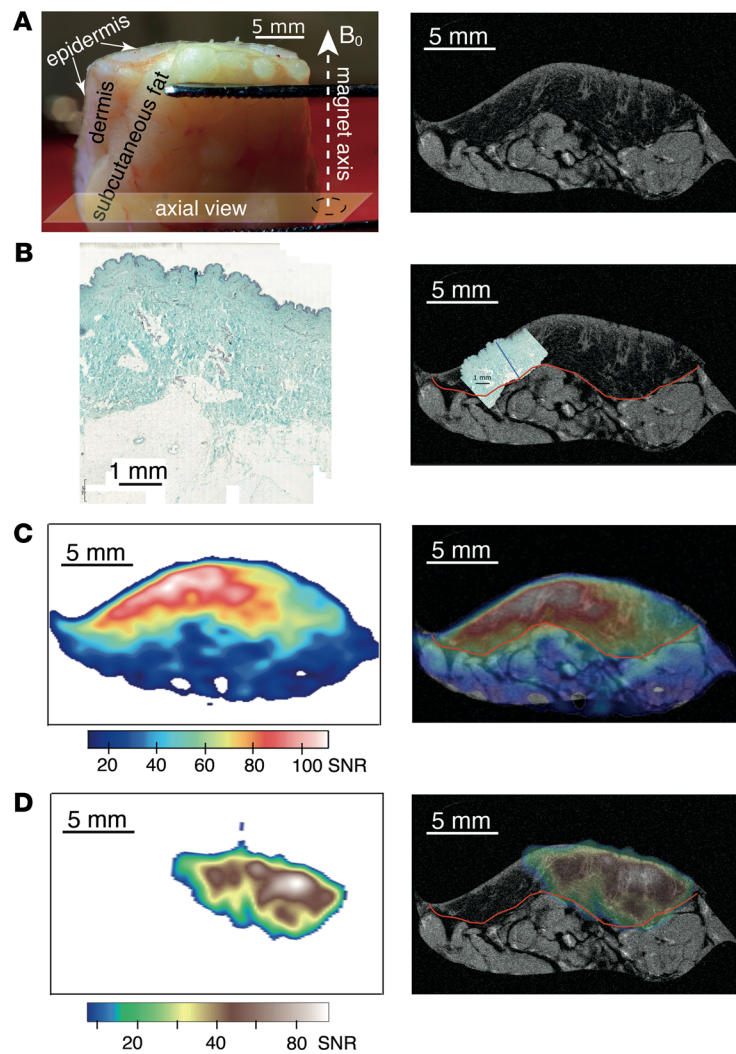 A
5 mm
B0
epidermis
dermis
subcutaneous fat
magnet axis
axial view
5 mm
B
1 mm
5 mm
1 mm
C
5 mm
20 40 60 80 100 SNR
5 mm
D
5 mm
20 40 80 SNR
5 mm